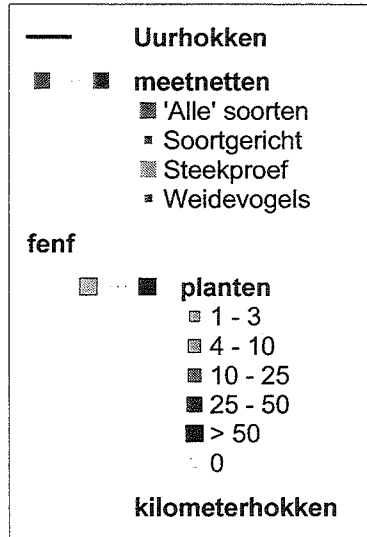 Uurhokken
meetnetten
'Alle' soorten
Soortgericht
Steekproef
Weidevogels
fenf
planten
1 - 3
4 - 10
10 - 25
25 - 50
> 50
0
kilometerhokken